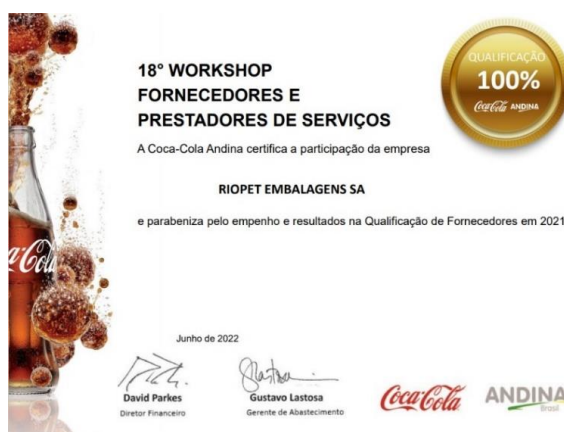 18° WORKSHOP
FORNECEDORES E
PRESTADORES DE SERVIÇOS
QUALIFICAÇÃO
100%
Coca-Cola ANDINA
A Coca-Cola Andina certifica a participação da empresa
RIOPET EMBALAGENS SA
e parabeniza pelo empenho e resultados na Qualificação de Fornecedores em 2021
a-Cola
Junho de 2022
David Parkes
Diretor Financeiro
Gustavo Lastosa
Gerente de Abastecimento
Coca-Cola
ANDINA
Brasil